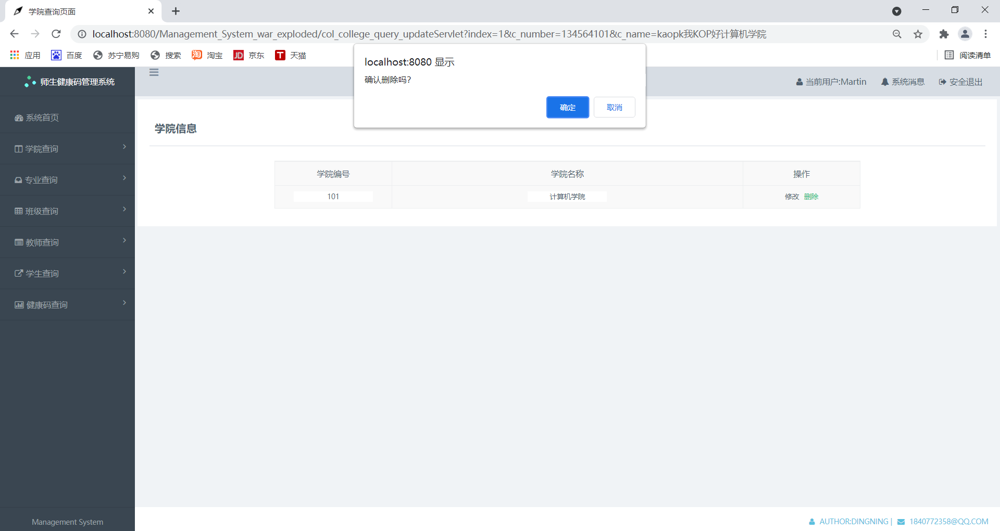 学院查询页面
localhost:8080/Management_System_war_exploded/col_college_query_updateServlet?index=1&c_number=134564101&c_name=kaopk我KOP好计算机学院
应用 百度 苏宁易购 搜索 淘宝 JD 京东 T 天猫 阅读清单
localhost:8080 显示
确认删除吗?
确定 取消
师生健康码管理系统
当前用户:Martin 系统消息 安全退出
系统首页
学院查询
专业查询
班级查询
教师查询
学生查询
健康码查询
学院信息
学院编号 学院名称 操作
101 计算机学院 修改 删除
Management System
AUTHOR:DINGNING | 1840772358@QQ.COM